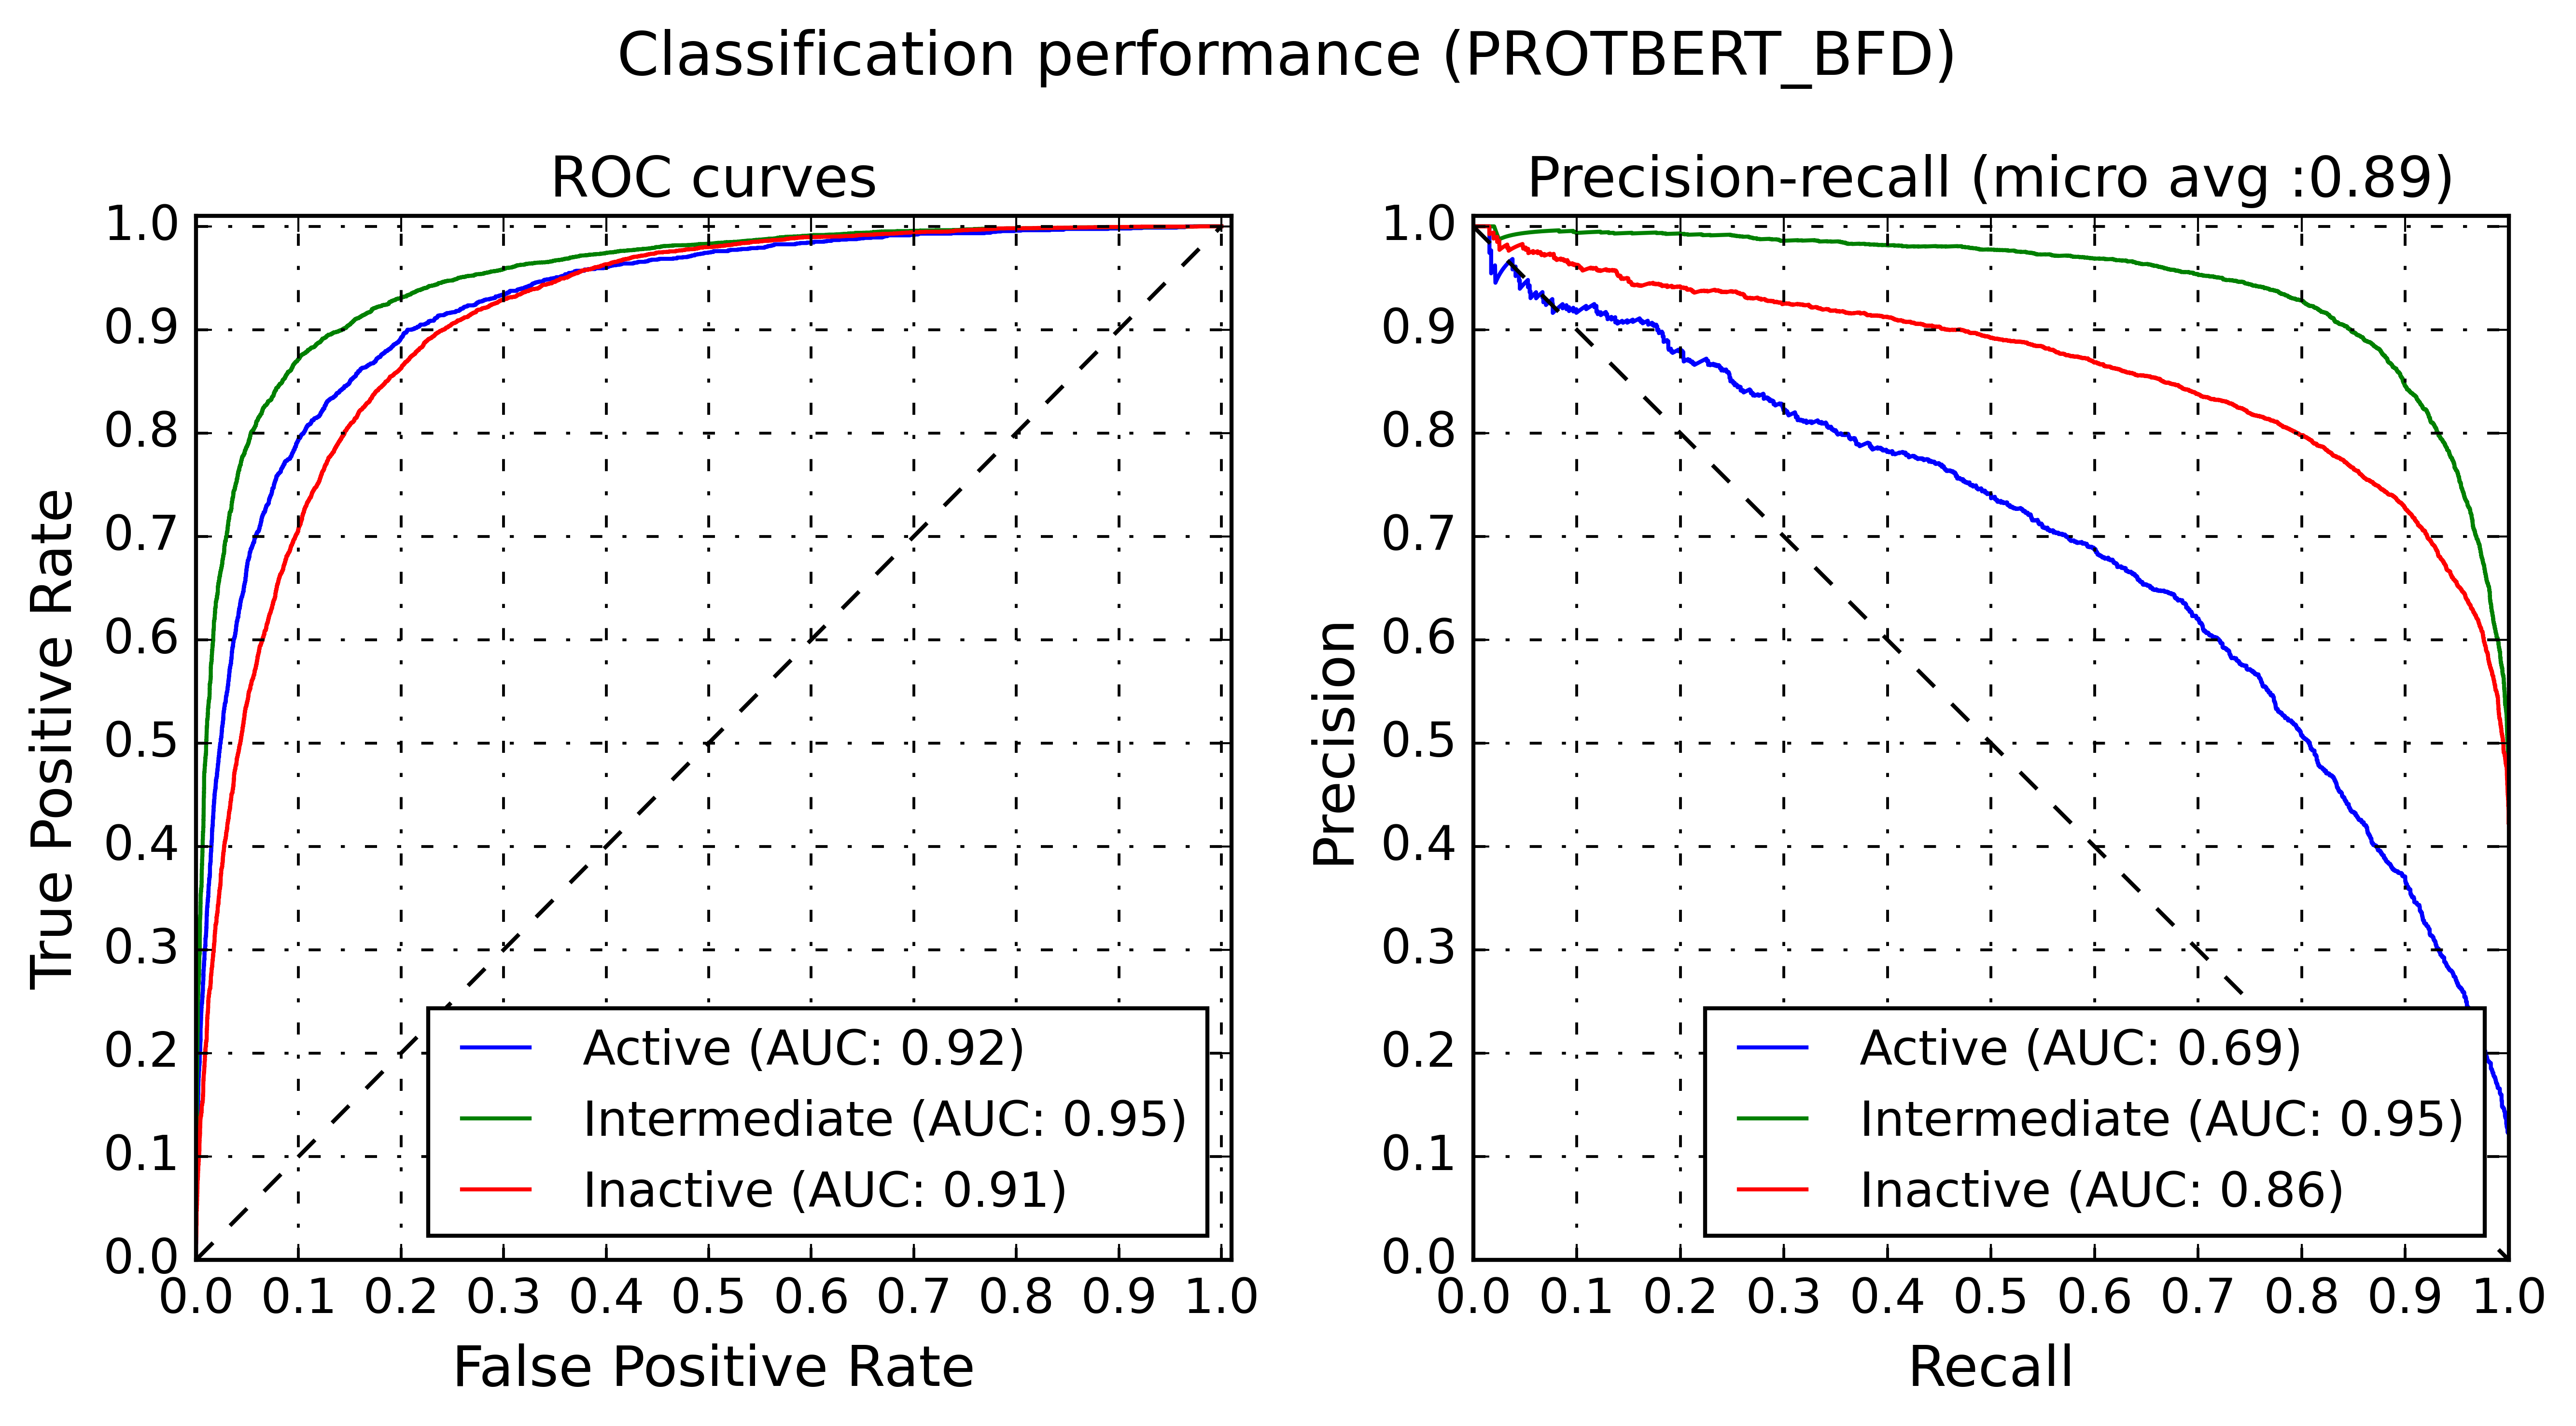 Classification performance (PROTBERT_BFD)
ROC curves
True Positive Rate
1.0
0.9
0.8
0.7
0.6
0.5
0.4
0.3
0.2
0.1
0.0
Active (AUC: 0.92)
Intermediate (AUC: 0.95)
Inactive (AUC: 0.91)
0.0 0.1 0.2 0.3 0.4 0.5 0.6 0.7 0.8 0.9 1.0
False Positive Rate
Precision-recall (micro avg :0.89)
Precision
1.0
0.9
0.8
0.7
0.6
0.5
0.4
0.3
0.2
0.1
0.0
Active (AUC: 0.69)
Intermediate (AUC: 0.95)
Inactive (AUC: 0.86)
0.0 0.1 0.2 0.3 0.4 0.5 0.6 0.7 0.8 0.9 1.0
Recall